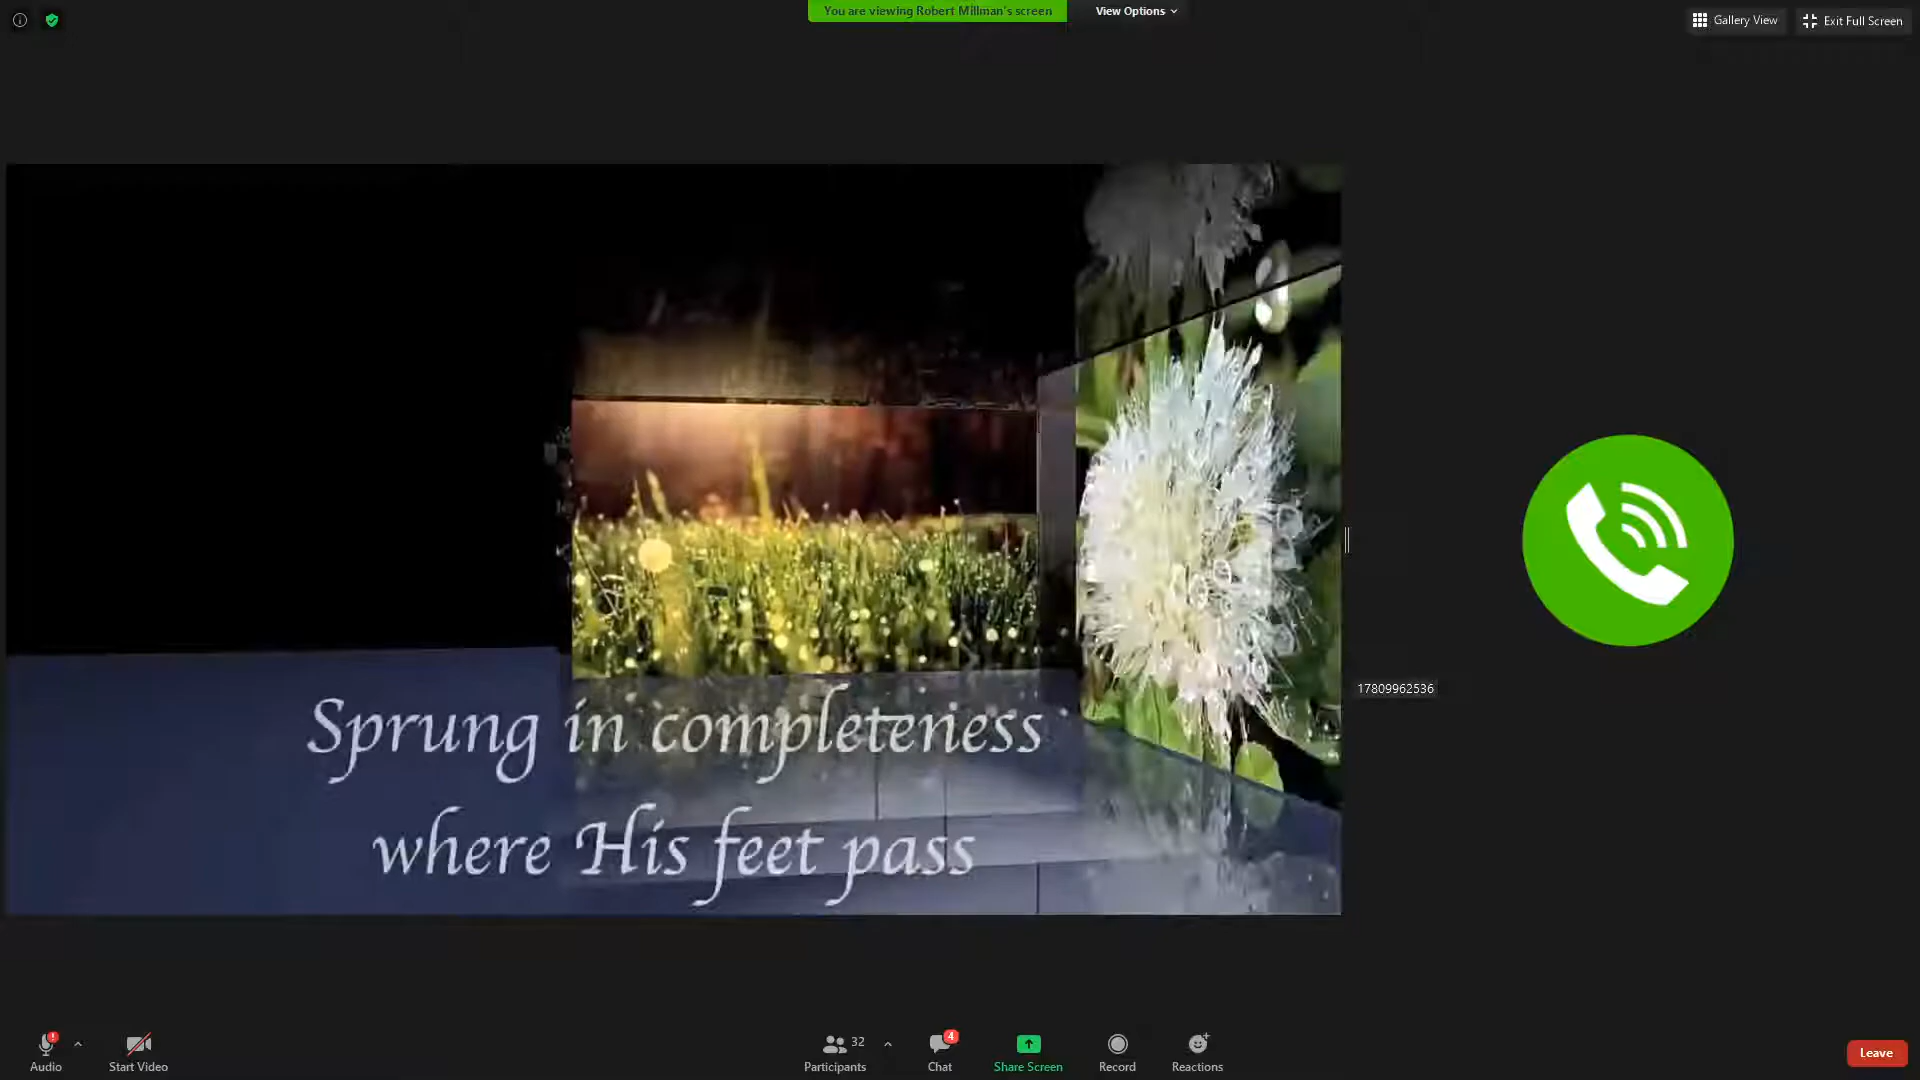 You are viewing Robert Millman's screen
View Options
Gallery View
Exit Full Screen
Sprung in completeness
where His feet pass
17809962536
Audio
Start Video
32
Participants
4
Chat
Share Screen
Record
Reactions
Leave